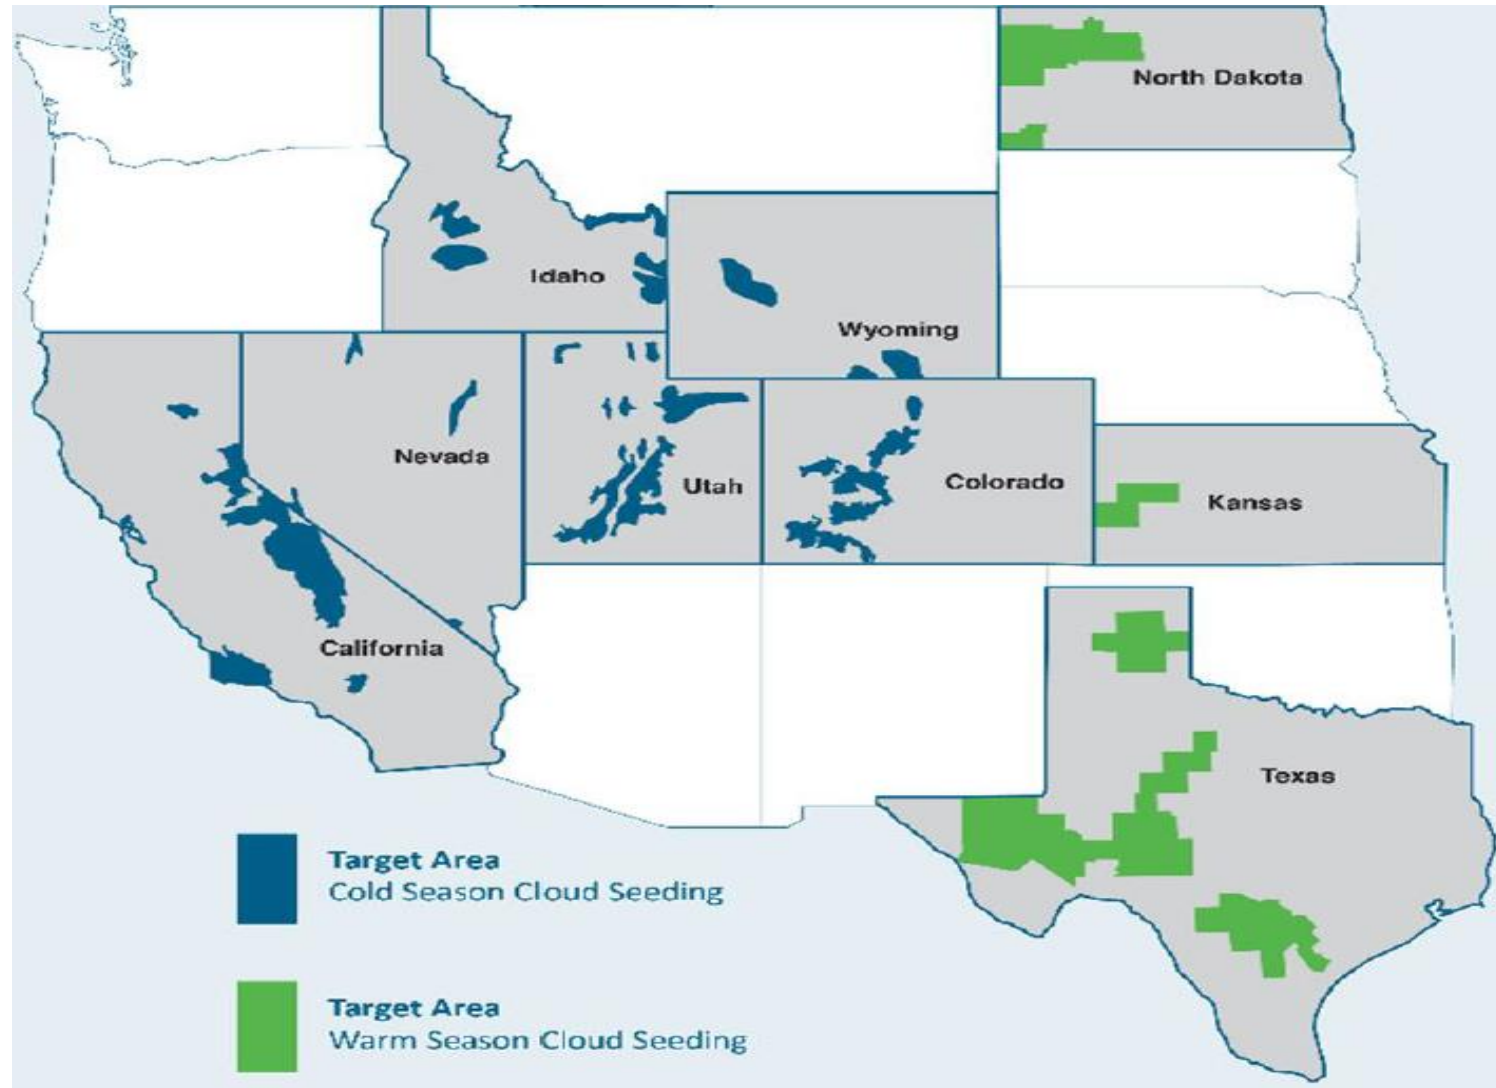 North Dakota
Idaho
Wyoming
Nevada
Utah
Colorado
Kansas
California
Texas
Target Area
Cold Season Cloud Seeding
Target Area
Warm Season Cloud Seeding